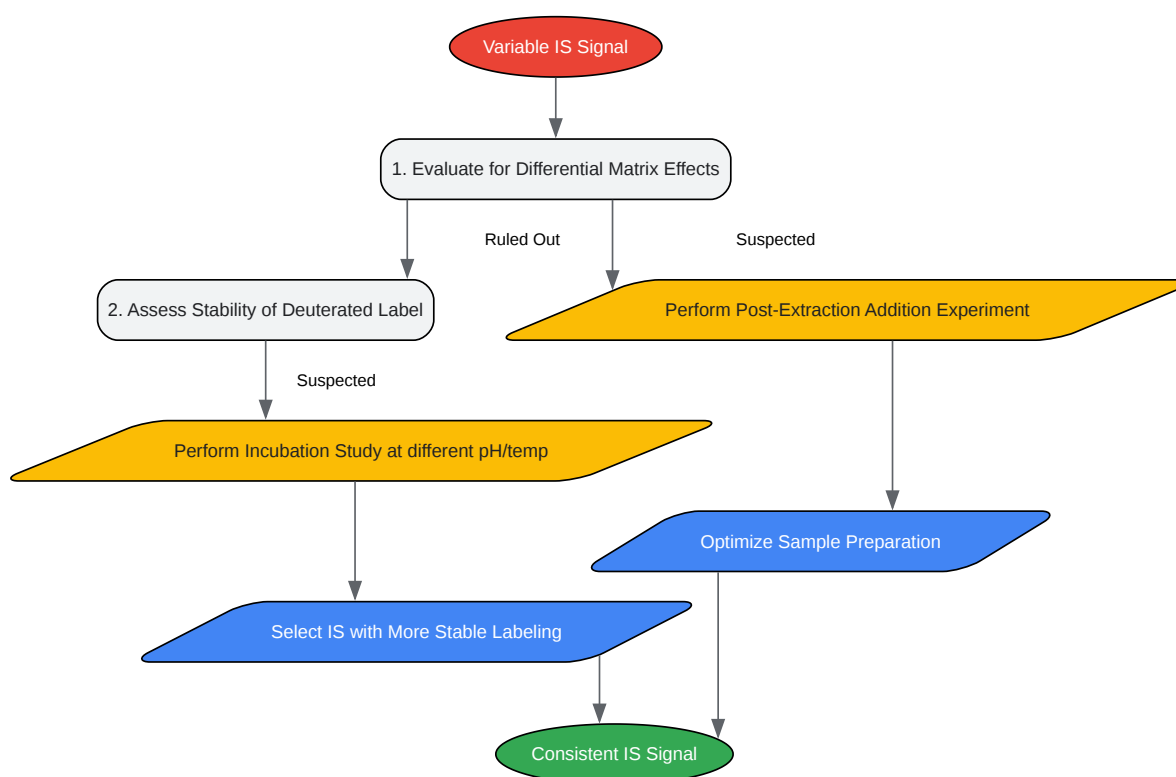 Variable IS Signal
1. Evaluate for Differential Matrix Effects
Ruled Out
Suspected
2. Assess Stability of Deuterated Label
Perform Post-Extraction Addition Experiment
Suspected
Perform Incubation Study at different pH/temp
Optimize Sample Preparation
Select IS with More Stable Labeling
Consistent IS Signal